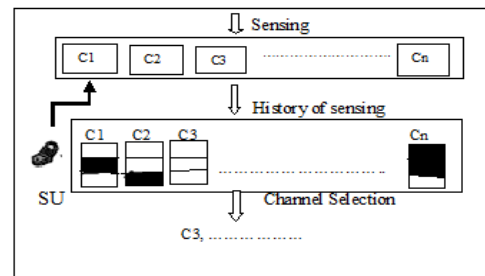 Sensing
C1 C2 C3 ........................ Cn
History of sensing
C1 C2 C3 Cn
...............................
SU
Channel Selection
C3, ..................